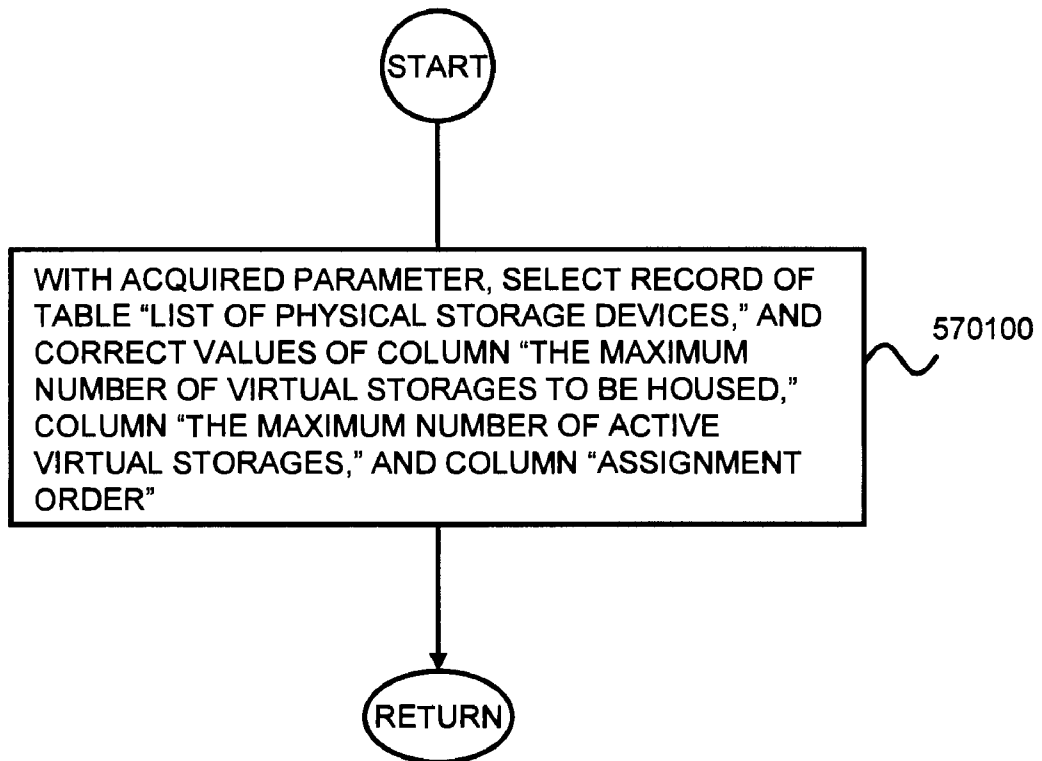 START
WITH ACQUIRED PARAMETER, SELECT RECORD OF
TABLE “LIST OF PHYSICAL STORAGE DEVICES,” AND
CORRECT VALUES OF COLUMN “THE MAXIMUM
NUMBER OF VIRTUAL STORAGES TO BE HOUSED,”
COLUMN “THE MAXIMUM NUMBER OF ACTIVE
VIRTUAL STORAGES,” AND COLUMN “ASSIGNMENT
ORDER”
570100
RETURN